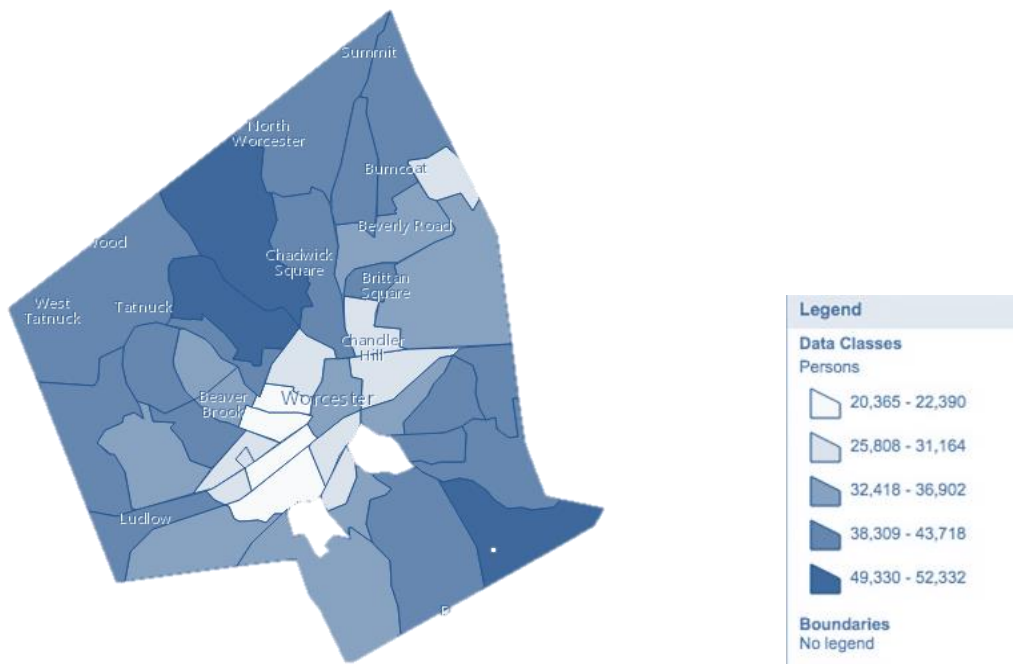 Summit
North
Worcester
Burncoat
Beverly Road
wood
Chadwick
Square
Brittan
Square
West
Tatnuck
Tatnuck
Chandler
Hill
Beaver
Brook
Worcester
Ludlow
Legend
Data Classes
Persons
20,365 - 22,390
25,808 - 31,164
32,418 - 36,902
38,309 - 43,718
49,330 - 52,332
Boundaries
No legend